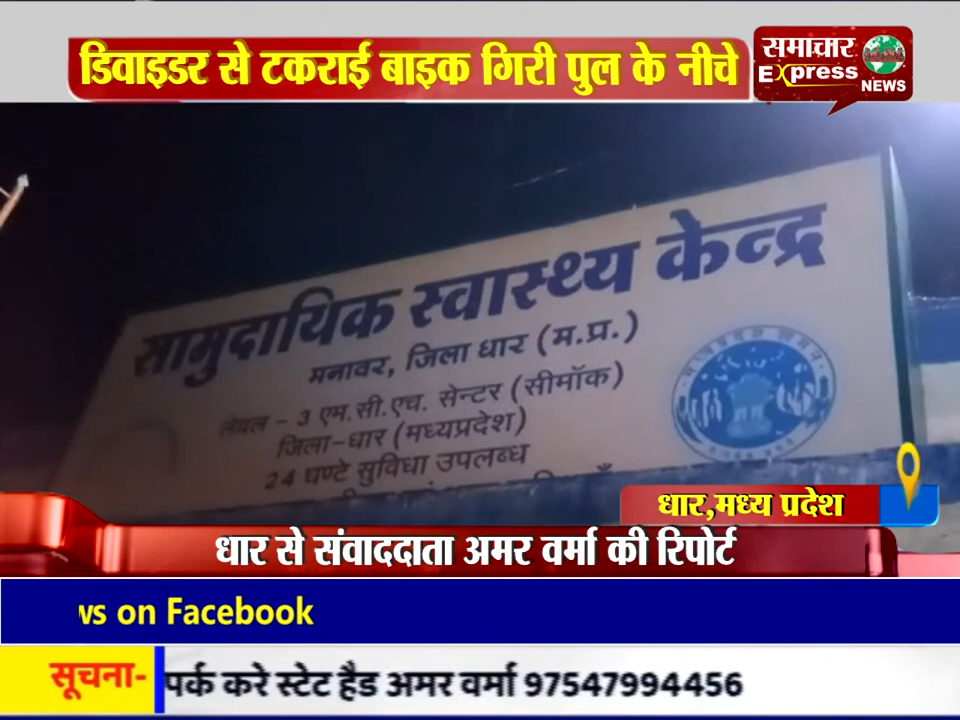 डिवाइडर से टकराई बाइक गिरी पुल के नीचे
समाचार
Express
NEWS
सामुदायिक स्वास्थ्य केन्द्र
मनावर, जिला धार (म.प्र.)
लेवल - 3 एम.सी.एच. सेन्टर (सीमॉक)
जिला-धार (मध्यप्रदेश)
24 घण्टे सुविधा उपलब्ध
धार,मध्य प्रदेश
धार से संवाददाता अमर वर्मा की रिपोर्ट
ws on Facebook
सूचना- पर्क करे स्टेट हैड अमर वर्मा 97547994456